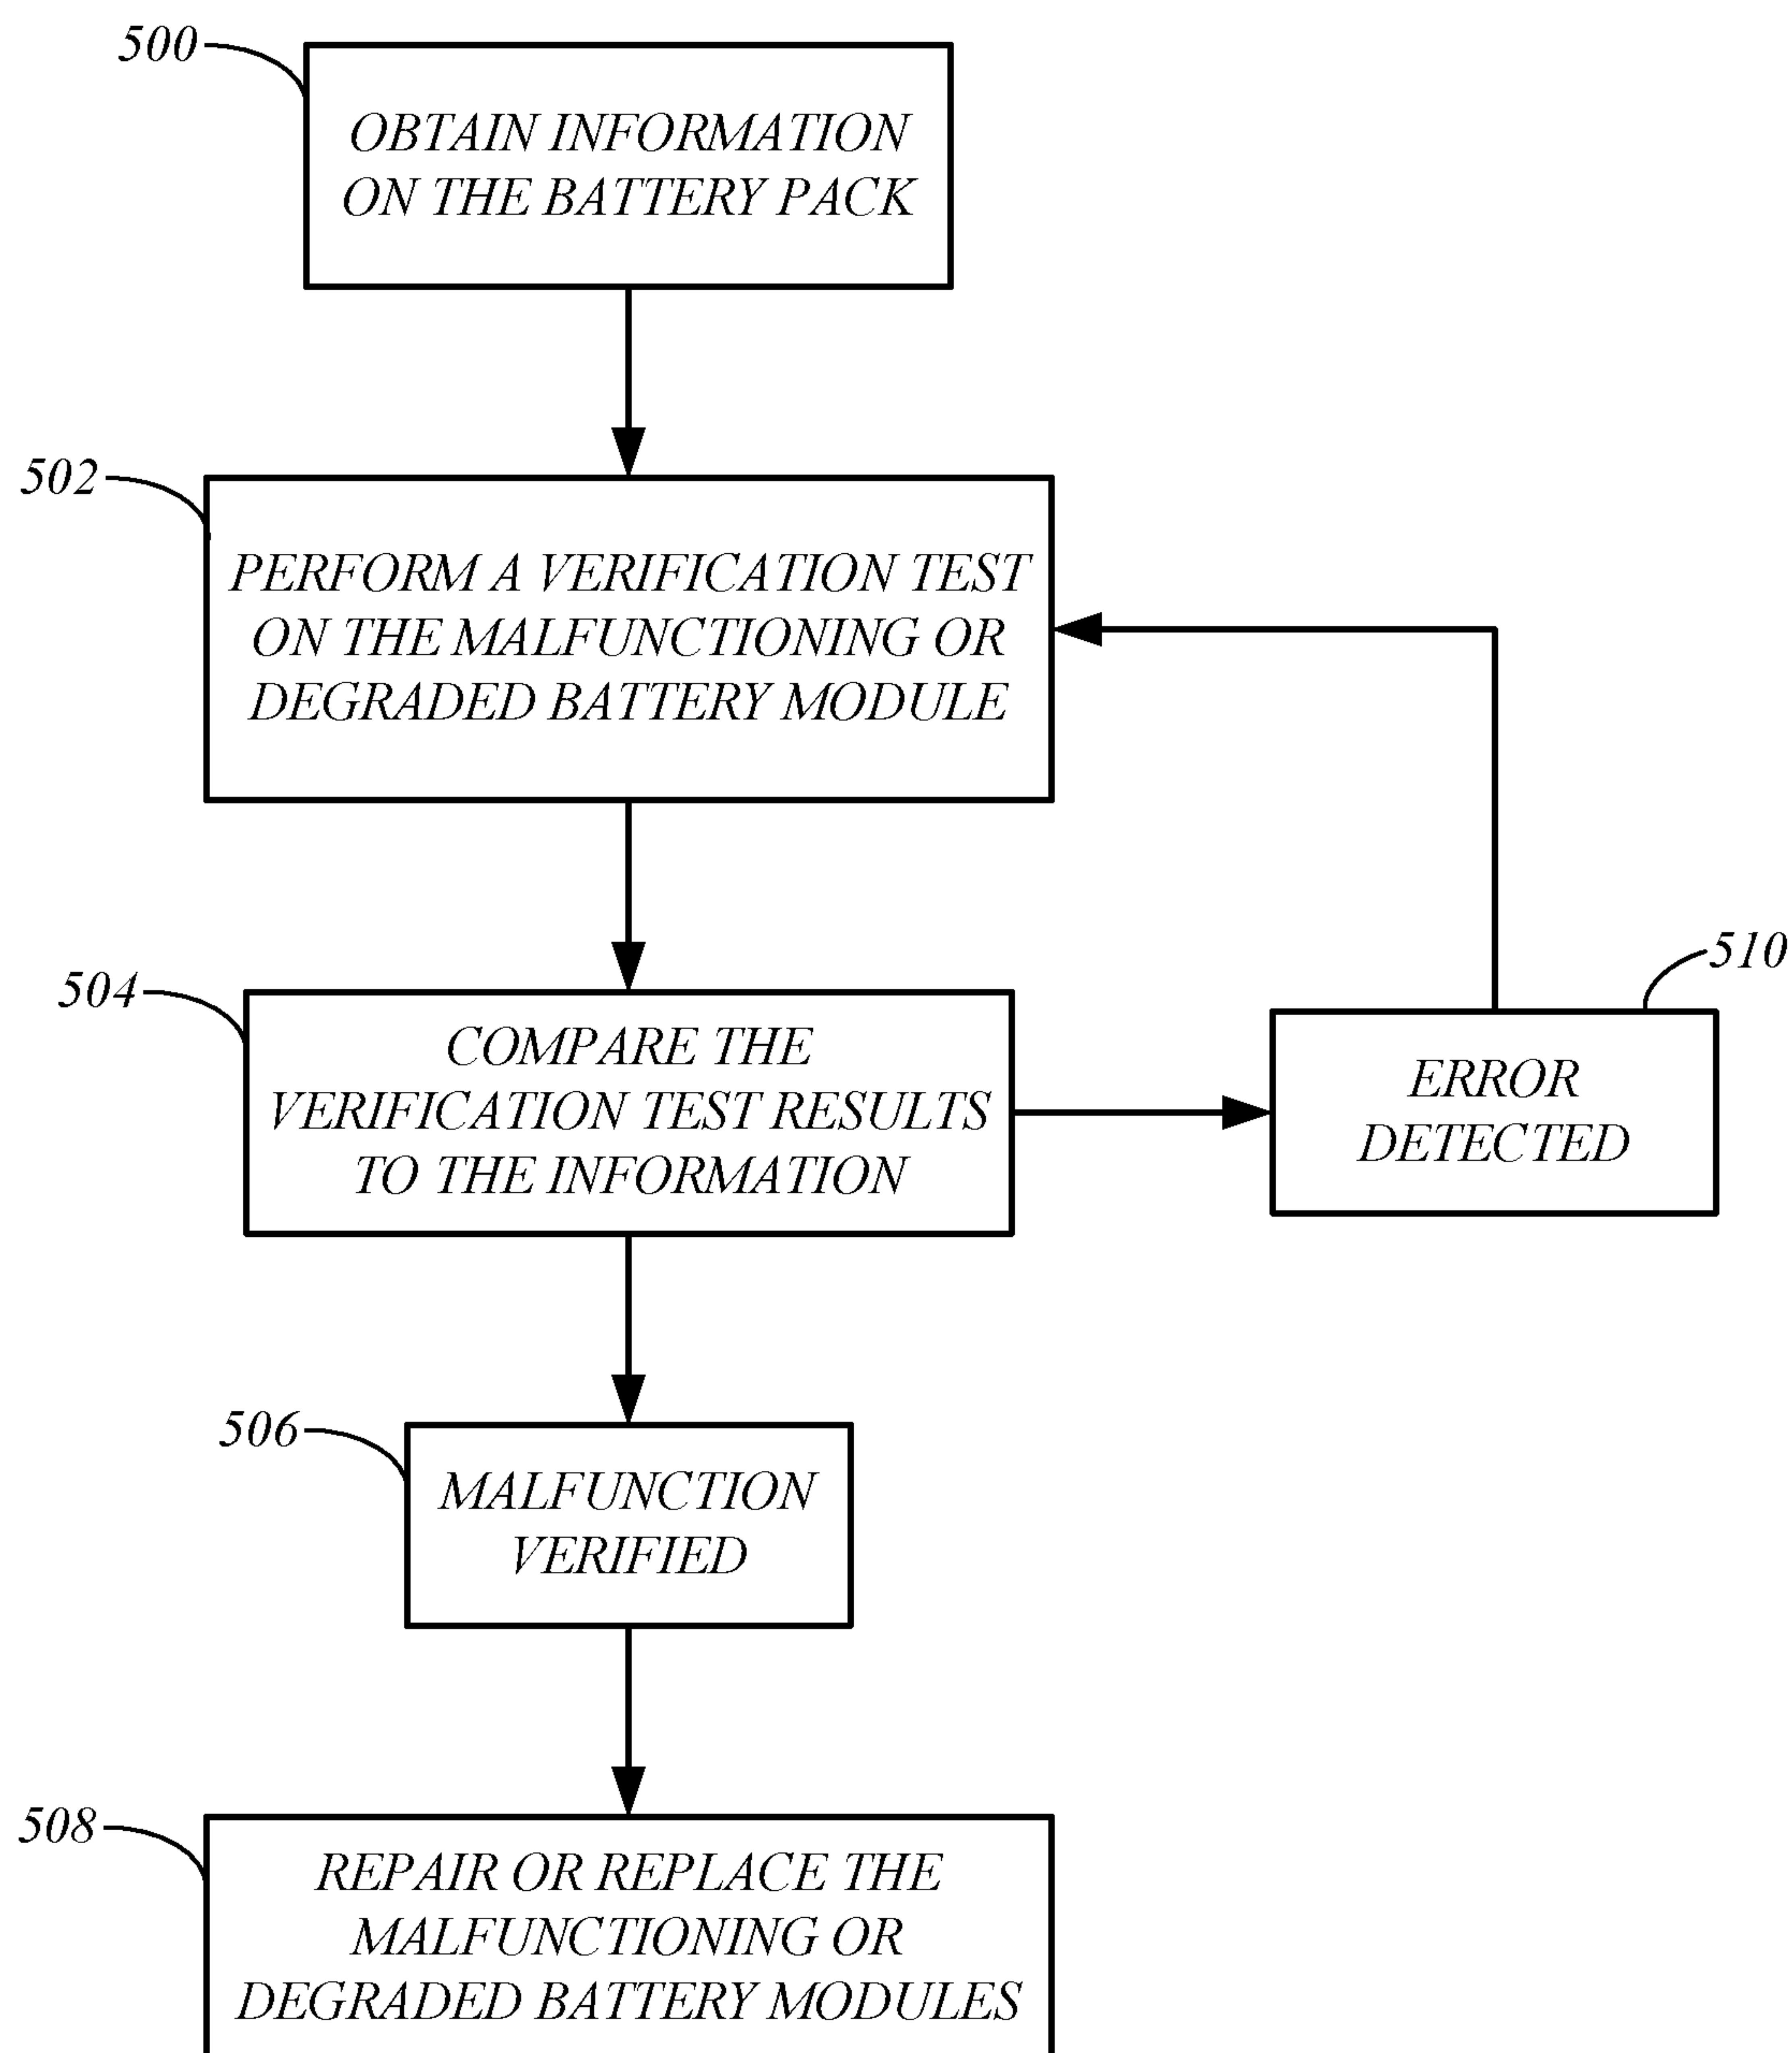 500
OBTAIN INFORMATION
ON THE BATTERY PACK
502
PERFORM A VERIFICATION TEST
ON THE MALFUNCTIONING OR
DEGRADED BATTERY MODULE
504
COMPARE THE
VERIFICATION TEST RESULTS
TO THE INFORMATION
510
ERROR
DETECTED
506
MALFUNCTION
VERIFIED
508
REPAIR OR REPLACE THE
MALFUNCTIONING OR
DEGRADED BATTERY MODULES